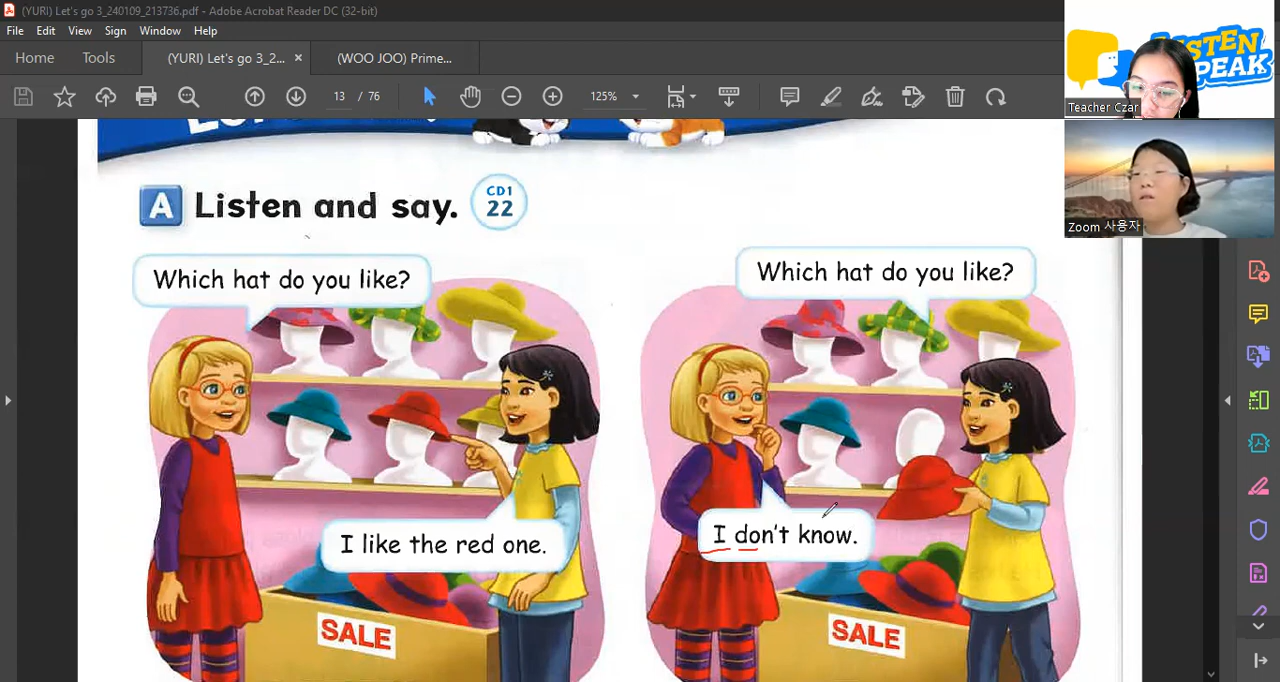 (YURI) Let's go 3_240109_213736.pdf - Adobe Acrobat Reader DC (32-bit)
File Edit View Sign Window Help
Home Tools (YURI) Let's go 3_2... × (WOO JOO) Prime...
13 / 76 125%
A Listen and say. CD1 22
Which hat do you like?
Which hat do you like?
I like the red one.
I don't know.
SALE
SALE
LISTEN
SPEAK
Teacher Czar
Zoom 사용자